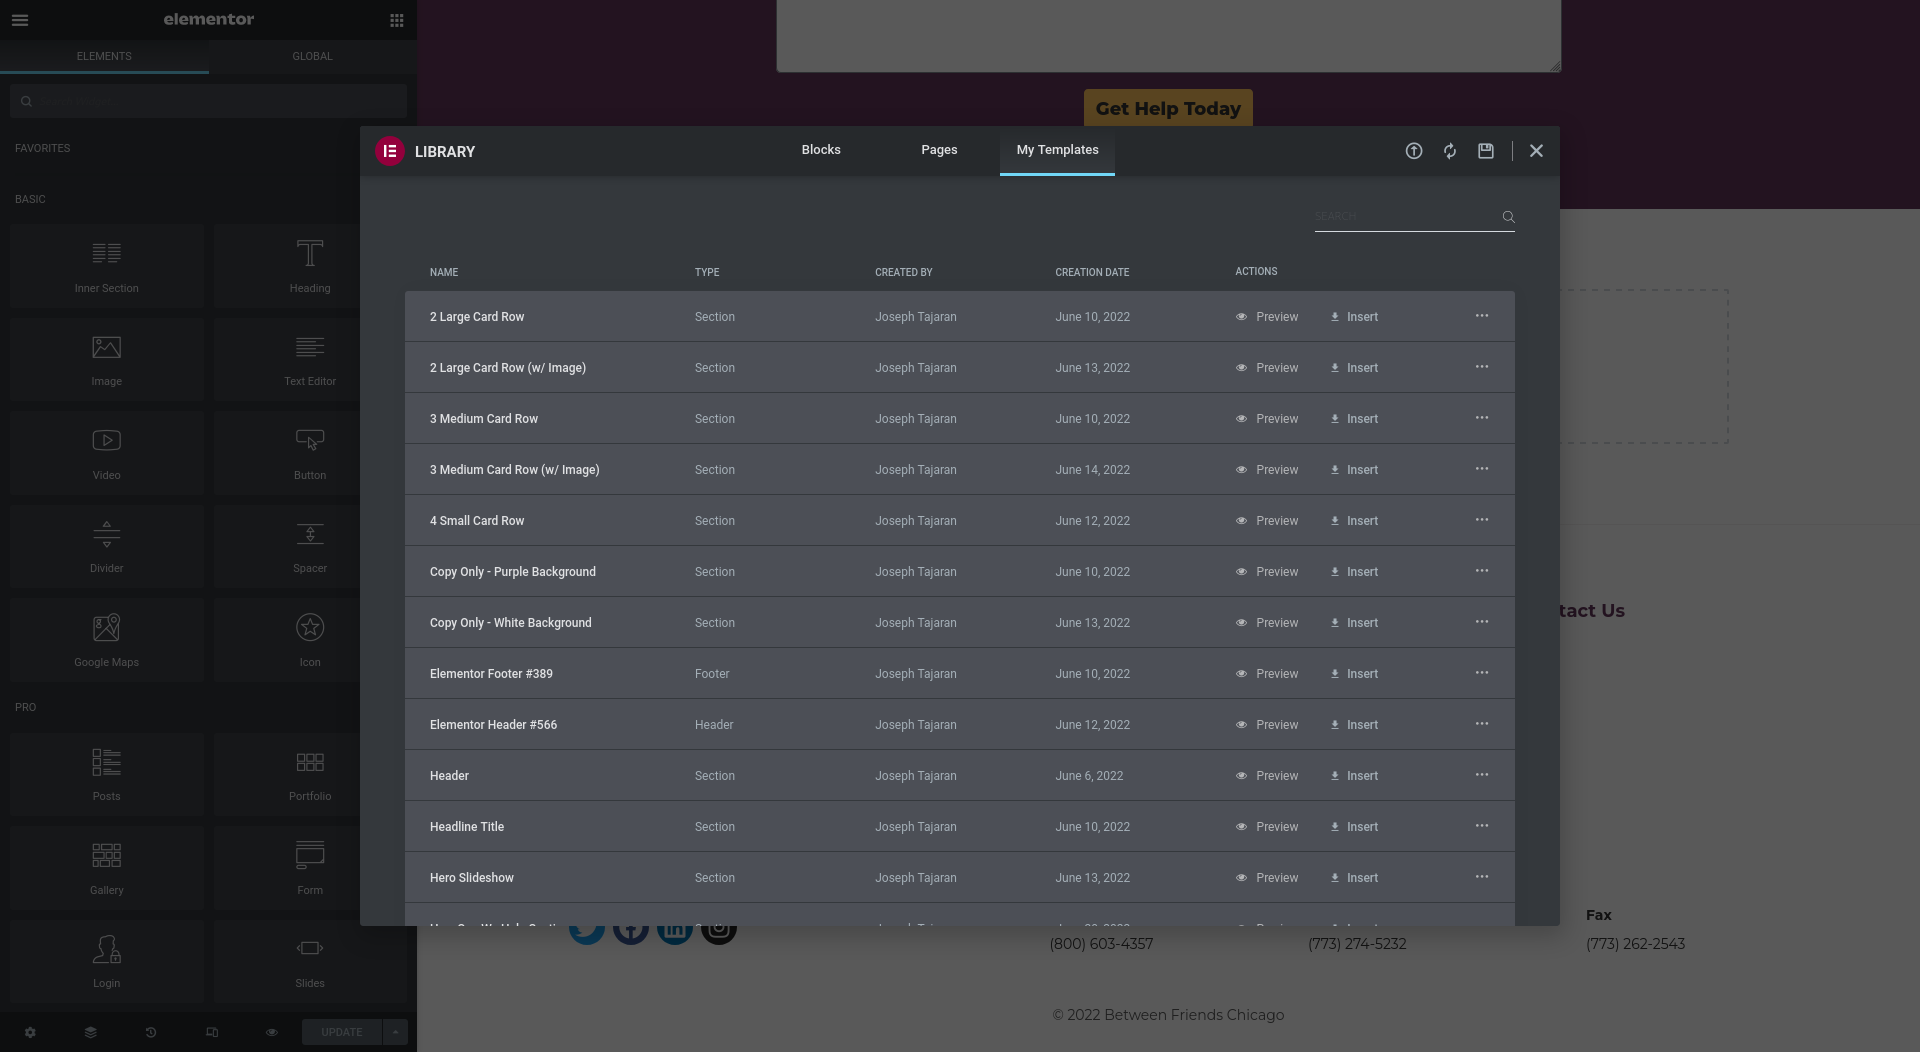 elementor
ELEMENTS
GLOBAL
FAVORITES
BASIC
Inner Section
Heading
Image
Text Editor
Video
Button
Divider
Spacer
Google Maps
Icon
PRO
Posts
Portfolio
Gallery
Form
Login
Slides
UPDATE
Get Help Today
LIBRARY
Blocks
Pages
My Templates
SEARCH
NAME TYPE CREATED BY CREATION DATE ACTIONS
2 Large Card Row Section Joseph Tajaran June 10, 2022 Preview Insert
2 Large Card Row (w/ Image) Section Joseph Tajaran June 13, 2022 Preview Insert
3 Medium Card Row Section Joseph Tajaran June 10, 2022 Preview Insert
3 Medium Card Row (w/ Image) Section Joseph Tajaran June 14, 2022 Preview Insert
4 Small Card Row Section Joseph Tajaran June 12, 2022 Preview Insert
Copy Only - Purple Background Section Joseph Tajaran June 10, 2022 Preview Insert
Copy Only - White Background Section Joseph Tajaran June 13, 2022 Preview Insert
Elementor Footer #389 Footer Joseph Tajaran June 10, 2022 Preview Insert
Elementor Header #566 Header Joseph Tajaran June 12, 2022 Preview Insert
Header Section Joseph Tajaran June 6, 2022 Preview Insert
Headline Title Section Joseph Tajaran June 10, 2022 Preview Insert
Hero Slideshow Section Joseph Tajaran June 13, 2022 Preview Insert
tact Us
Fax
(800) 603-4357
(773) 274-5232
(773) 262-2543
© 2022 Between Friends Chicago